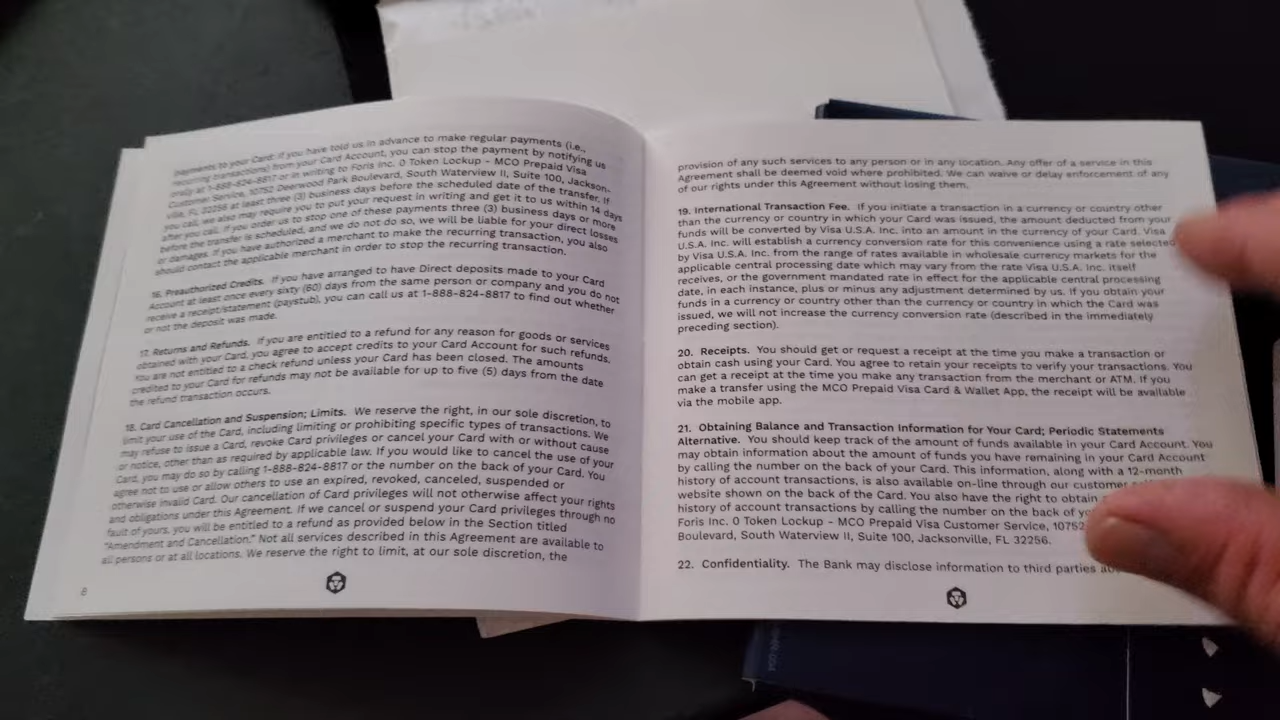 payments to your Card: If you have told us in advance to make regular payments (i.e.,
recurring transactions) from your Card Account, you can stop the payment by notifying us
orally at 1-888-824-8817 or in writing to Foris Inc. 0 Token Lockup - MCO Prepaid Visa
Customer Service, 10752 Deerwood Park Boulevard, South Waterview II, Suite 100, Jackson-
ville, FL 32256 at least three (3) business days before the scheduled date of the transfer. If
you call, we also may require you to put your request in writing and get it to us within 14 days
after you call. If you order us to stop one of these payments three (3) business days or more
before the transfer is scheduled, and we do not do so, we will be liable for your direct losses
or damages. If you have authorized a merchant to make the recurring transaction, you also
should contact the applicable merchant in order to stop the recurring transaction.
16. Preauthorized Credits. If you have arranged to have Direct deposits made to your Card
Account at least once every sixty (60) days from the same person or company and you do not
receive a receipt/statement (paystub), you can call us at 1-888-824-8817 to find out whether
or not the deposit was made.
17. Returns and Refunds. If you are entitled to a refund for any reason for goods or services
obtained with your Card, you agree to accept credits to your Card Account for such refunds.
You are not entitled to a check refund unless your Card has been closed. The amounts
credited to your Card for refunds may not be available for up to five (5) days from the date
the refund transaction occurs.
18. Card Cancellation and Suspension; Limits. We reserve the right, in our sole discretion, to
limit your use of the Card, including limiting or prohibiting specific types of transactions. We
may refuse to issue a Card, revoke Card privileges or cancel your Card with or without cause
or notice, other than as required by applicable law. If you would like to cancel the use of your
Card, you may do so by calling 1-888-824-8817 or the number on the back of your Card. You
agree not to use or allow others to use an expired, revoked, canceled, suspended or
otherwise invalid Card. Our cancellation of Card privileges will not otherwise affect your rights
and obligations under this Agreement. If we cancel or suspend your Card privileges through no
fault of yours, you will be entitled to a refund as provided below in the Section titled
"Amendment and Cancellation." Not all services described in this Agreement are available to
all persons or at all locations. We reserve the right to limit, at our sole discretion, the
8
provision of any such services to any person or in any location. Any offer of a service in this
Agreement shall be deemed void where prohibited. We can waive or delay enforcement of any
of our rights under this Agreement without losing them.
19. International Transaction Fee. If you initiate a transaction in a currency or country other
than the currency or country in which your Card was issued, the amount deducted from your
funds will be converted by Visa U.S.A. Inc. into an amount in the currency of your Card. Visa
U.S.A. Inc. will establish a currency conversion rate for this convenience using a rate selected
by Visa U.S.A. Inc. from the range of rates available in wholesale currency markets for the
applicable central processing date which may vary from the rate Visa U.S.A. Inc. itself
receives, or the government mandated rate in effect for the applicable central processing
date, in each instance, plus or minus any adjustment determined by us. If you obtain your
funds in a currency or country other than the currency or country in which the Card was
issued, we will not increase the currency conversion rate (described in the immediately
preceding section).
20. Receipts. You should get or request a receipt at the time you make a transaction or
obtain cash using your Card. You agree to retain your receipts to verify your transactions. You
can get a receipt at the time you make any transaction from the merchant or ATM. If you
make a transfer using the MCO Prepaid Visa Card & Wallet App, the receipt will be available
via the mobile app.
21. Obtaining Balance and Transaction Information for Your Card; Periodic Statements
Alternative. You should keep track of the amount of funds available in your Card Account. You
may obtain information about the amount of funds you have remaining in your Card Account
by calling the number on the back of your Card. This information, along with a 12-month
history of account transactions, is also available on-line through our customer
website shown on the back of the Card. You also have the right to obtain
history of account transactions by calling the number on the back of
Foris Inc. 0 Token Lockup - MCO Prepaid Visa Customer Service, 10752
Boulevard, South Waterview II, Suite 100, Jacksonville, FL 32256.
22. Confidentiality. The Bank may disclose information to third parties